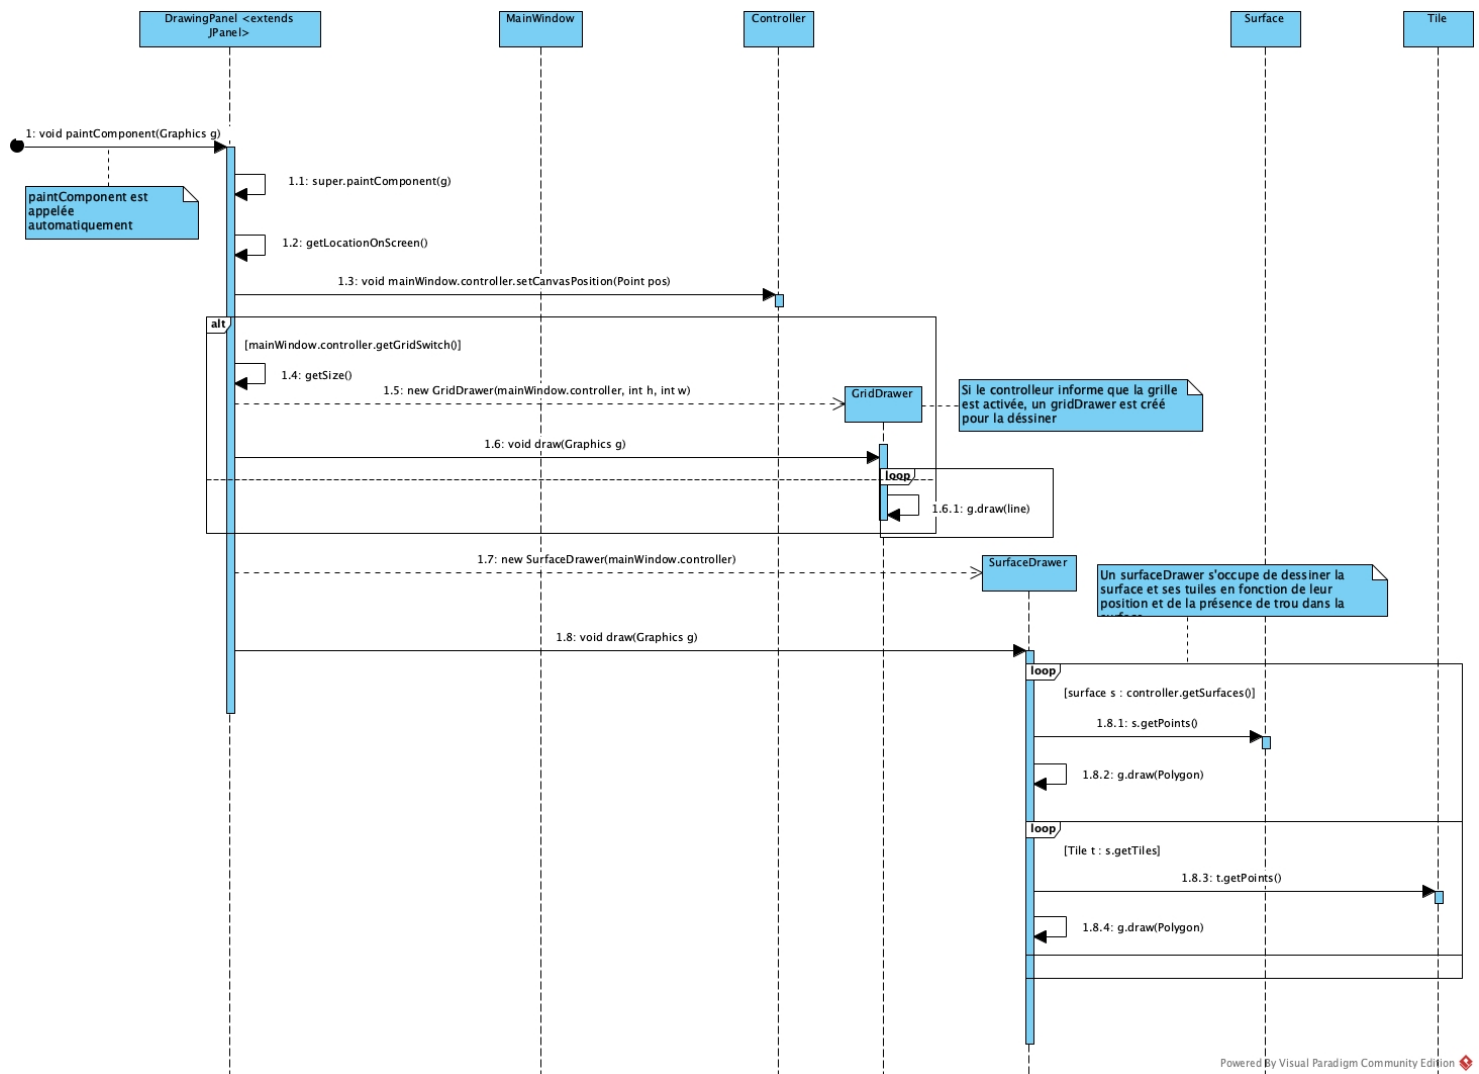 DrawingPanel <extends
JPanel>
MainWindow
Controller
Surface
Tile
1: void paintComponent(Graphics g)
paintComponent est
appelée
automatiquement
1.1: super.paintComponent(g)
1.2: getLocationOnScreen()
1.3: void mainWindow.controller.setCanvasPosition(Point pos)
alt
[mainWindow.controller.getGridSwitch()]
1.4: getSize()
1.5: new GridDrawer(mainWindow.controller, int h, int w)
GridDrawer
Si le controlleur informe que la grille
est activée, un gridDrawer est créé
pour la déssiner
1.6: void draw(Graphics g)
loop
1.6.1: g.draw(line)
1.7: new SurfaceDrawer(mainWindow.controller)
SurfaceDrawer
Un surfaceDrawer s'occupe de dessiner la
surface et ses tuiles en fonction de leur
position et de la présence de trou dans la
1.8: void draw(Graphics g)
loop
[surface s : controller.getSurfaces()]
1.8.1: s.getPoints()
1.8.2: g.draw(Polygon)
loop
[Tile t : s.getTiles]
1.8.3: t.getPoints()
1.8.4: g.draw(Polygon)
Powered By Visual Paradigm Community Edition